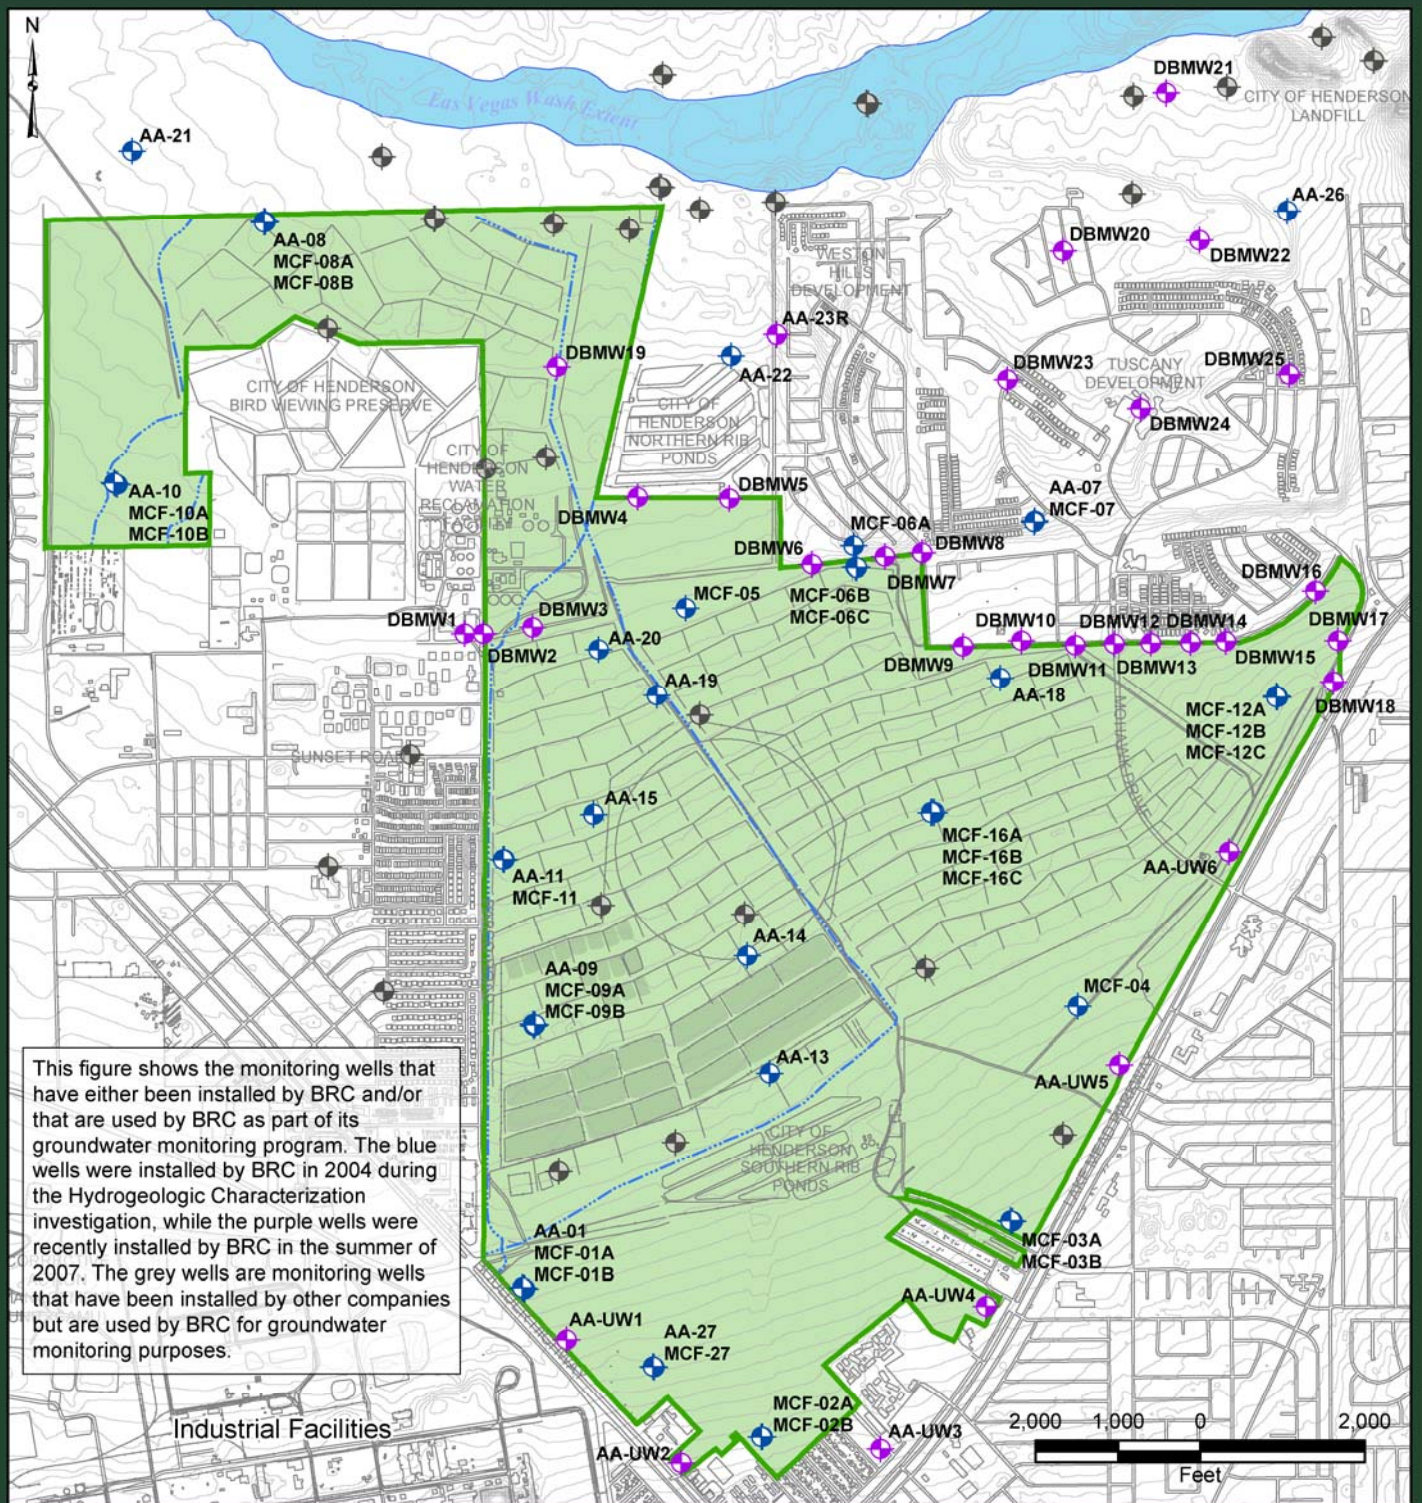 N
Las Vegas Wash Extent
DBMW21
CITY OF HENDERSON
LANDFILL
AA-21
AA-26
AA-08
MCF-08A
MCF-08B
DBMW20
DBMW22
WESTON
HILLS
DEVELOPMENT
AA-23R
DBMW19
AA-22
DBMW23
TUSCANY
DEVELOPMENT
DBMW25
CITY OF HENDERSON
BIRD VIEWING PRESERVE
CITY OF
HENDERSON
NORTHERN RIB
PONDS
DBMW24
CITY OF
HENDERSON
WATER
RECLAMATION
FACILITY
AA-10
MCF-10A
MCF-10B
DBMW4
DBMW5
AA-07
MCF-07
MCF-06A
DBMW6
DBMW8
DBMW7
MCF-06B
MCF-06C
DBMW16
MCF-05
DBMW3
DBMW1
DBMW2
AA-20
DBMW10
DBMW12
DBMW14
DBMW17
DBMW9
DBMW11
DBMW13
DBMW15
AA-19
AA-18
DBMW18
MCF-12A
MCF-12B
MCF-12C
MOHAWK DRIVE
SUNSET ROAD
AA-15
MCF-16A
MCF-16B
MCF-16C
AA-UW6
AA-11
MCF-11
AA-14
AA-09
MCF-09A
MCF-09B
MCF-04
AA-13
AA-UW5
This figure shows the monitoring wells that
have either been installed by BRC and/or
that are used by BRC as part of its
groundwater monitoring program. The blue
wells were installed by BRC in 2004 during
the Hydrogeologic Characterization
investigation, while the purple wells were
recently installed by BRC in the summer of
2007. The grey wells are monitoring wells
that have been installed by other companies
but are used by BRC for groundwater
monitoring purposes.
CITY OF
HENDERSON
SOUTHERN RIB
PONDS
LAKE MEAD
AA-01
MCF-01A
MCF-01B
MCF-03A
MCF-03B
AA-UW4
AA-UW1
AA-27
MCF-27
MCF-02A
MCF-02B
AA-UW3
AA-UW2
Industrial Facilities
2,000 1,000 0 2,000
Feet